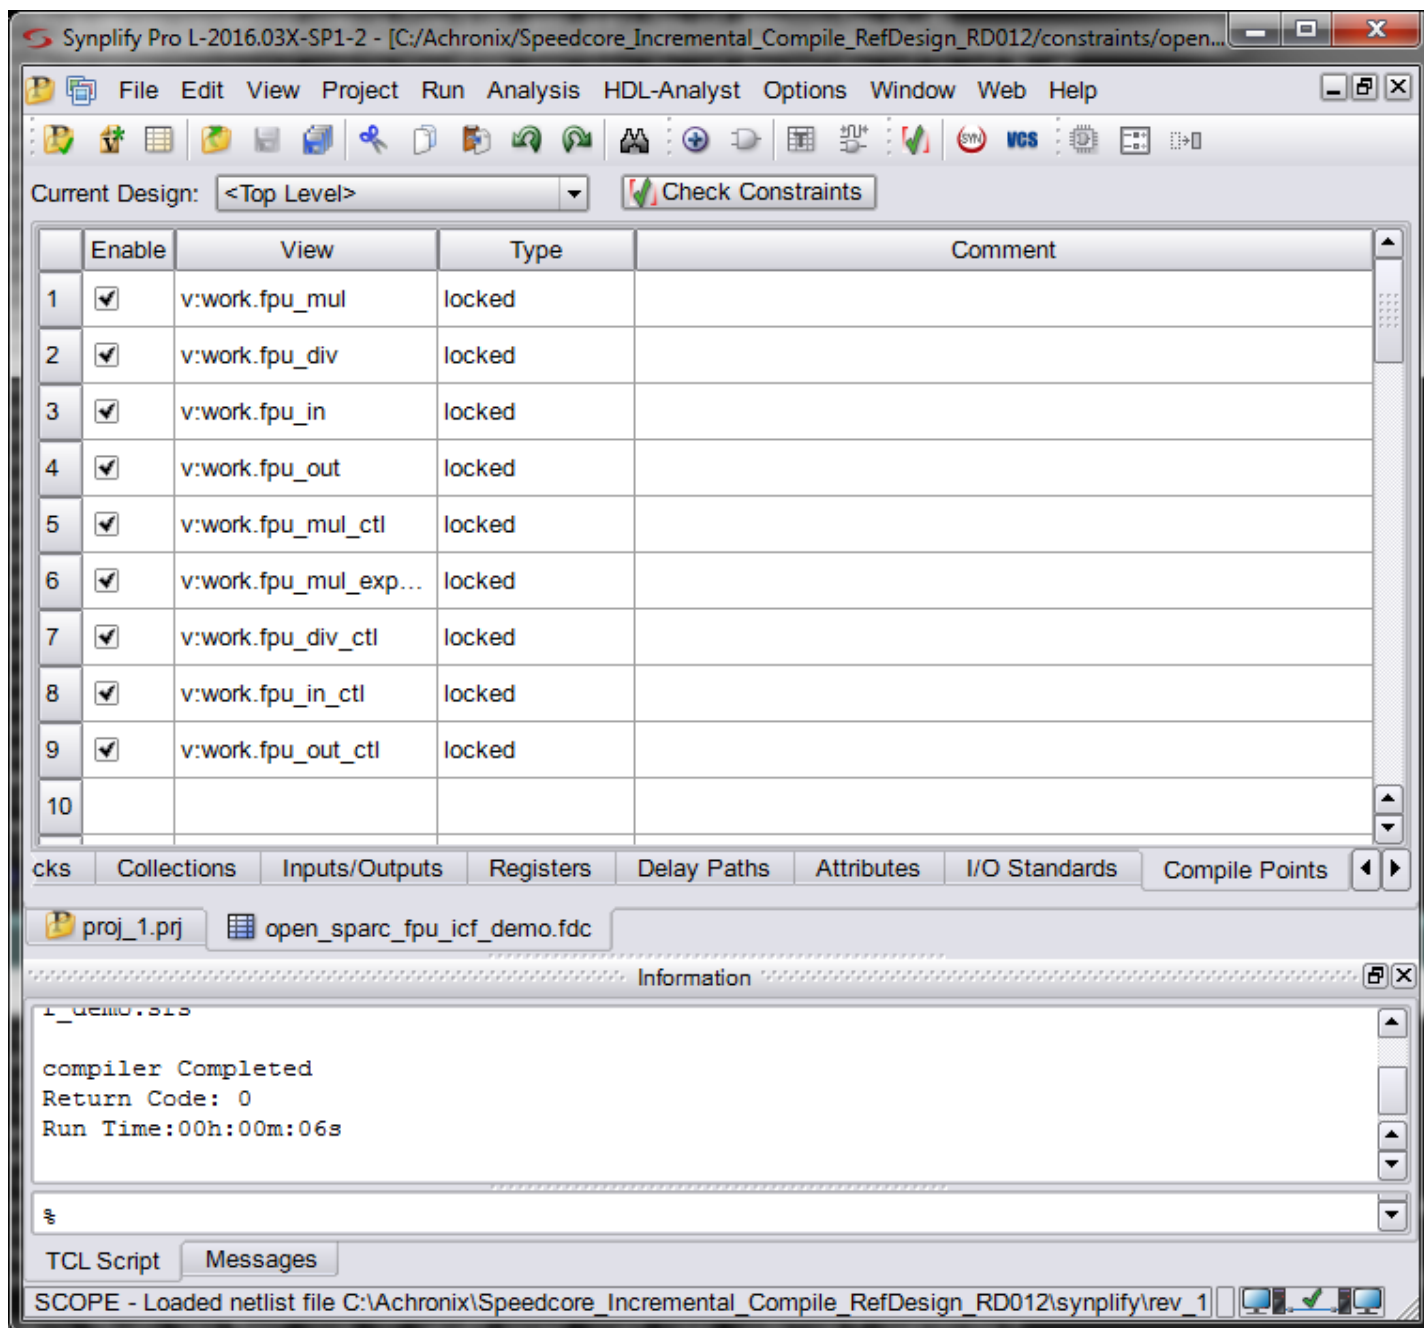 Synplify Pro L-2016.03X-SP1-2 - [C:/Achronix/Speedcore_Incremental_Compile_RefDesign_RD012/constraints/open...
File Edit View Project Run Analysis HDL-Analyst Options Window Web Help
SYN VCS
Current Design: <Top Level> Check Constraints
Enable View Type Comment
1 v:work.fpu_mul locked
2 v:work.fpu_div locked
3 v:work.fpu_in locked
4 v:work.fpu_out locked
5 v:work.fpu_mul_ctl locked
6 v:work.fpu_mul_exp... locked
7 v:work.fpu_div_ctl locked
8 v:work.fpu_in_ctl locked
9 v:work.fpu_out_ctl locked
10
cks Collections Inputs/Outputs Registers Delay Paths Attributes I/O Standards Compile Points
proj_1.prj open_sparc_fpu_icf_demo.fdc
Information
compiler Completed
Return Code: 0
Run Time:00h:00m:06s
%
TCL Script Messages
SCOPE - Loaded netlist file C:\Achronix\Speedcore_Incremental_Compile_RefDesign_RD012\synplify\rev_1